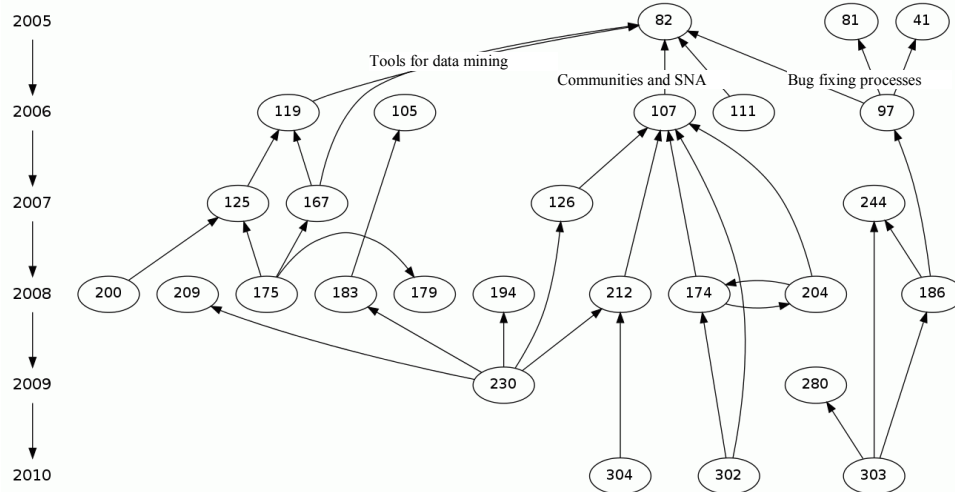 2005 82 81 41
Tools for data mining
Communities and SNA Bug fixing processes
2006 119 105 107 111 97
2007 125 167 126 244
2008 200 209 175 183 179 194 212 174 204 186
2009 230 280
2010 304 302 303